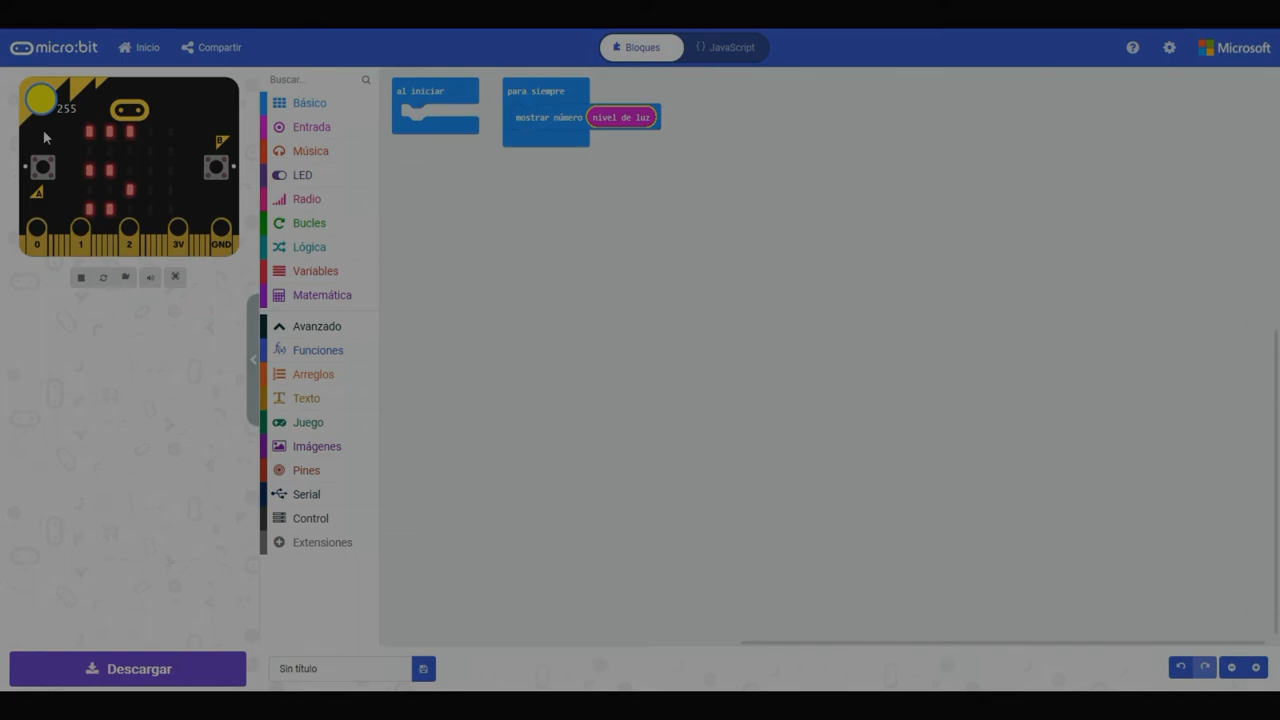 micro:bit
Inicio
Compartir
Bloques
{} JavaScript
Microsoft
255
B
A
0
1
2
3V
GND
Buscar...
Básico
Entrada
Música
LED
Radio
Bucles
Lógica
Variables
Matemática
Avanzado
Funciones
Arreglos
Texto
Juego
Imágenes
Pines
Serial
Control
Extensiones
al iniciar
para siempre
mostrar número nivel de luz
Descargar
Sin título